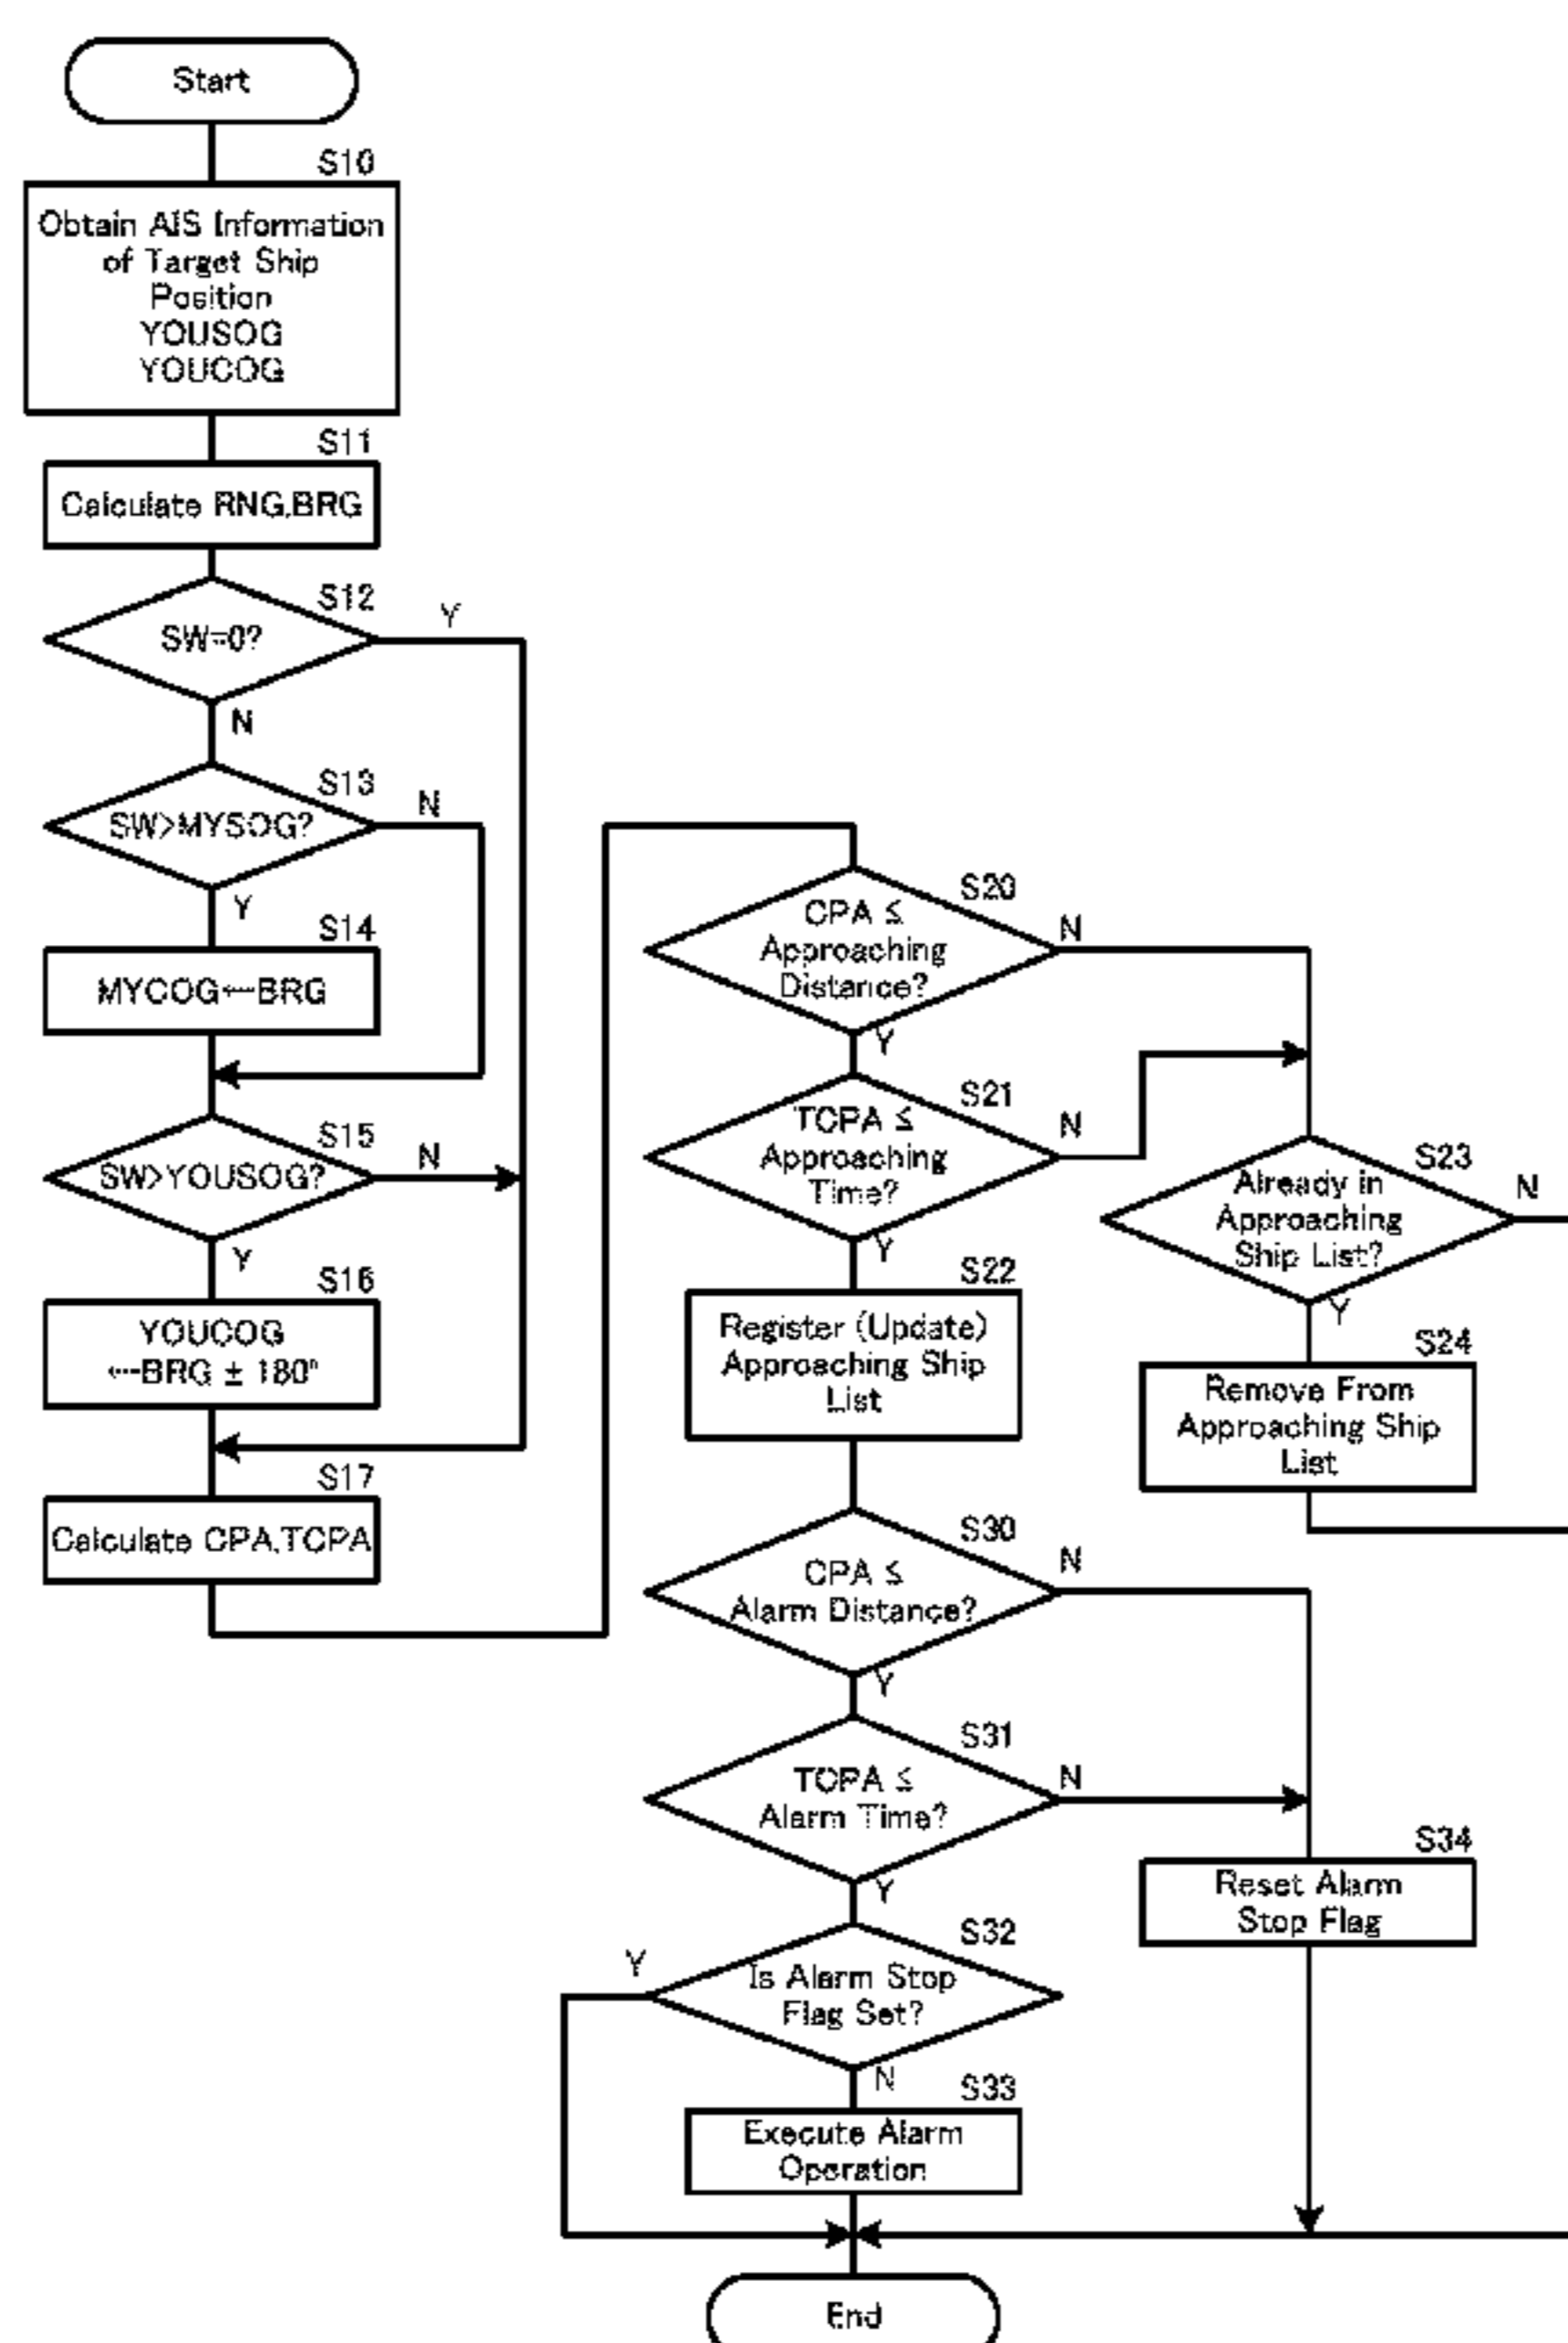 Start
S10
Obtain AIS Information
of Target Ship
Position
YOUSOG
YOUCOG
S11
Calculate RNG,BRG
S12
SW=0?
Y
N
S13
SW>MYSOG?
N
Y
S14
MYCOG←BRG
S15
SW>YOUSOG?
N
Y
S16
YOUCOG
←BRG ± 180°
S17
Calculate CPA,TCPA
S20
CPA ≤
Approaching
Distance?
N
Y
S21
TCPA ≤
Approaching
Time?
N
Y
S22
Register (Update)
Approaching Ship
List
S23
Already in
Approaching
Ship List?
N
Y
S24
Remove From
Approaching Ship
List
S30
CPA ≤
Alarm Distance?
N
Y
S31
TCPA ≤
Alarm Time?
N
Y
S32
Is Alarm Stop
Flag Set?
Y
N
S33
Execute Alarm
Operation
S34
Reset Alarm
Stop Flag
End